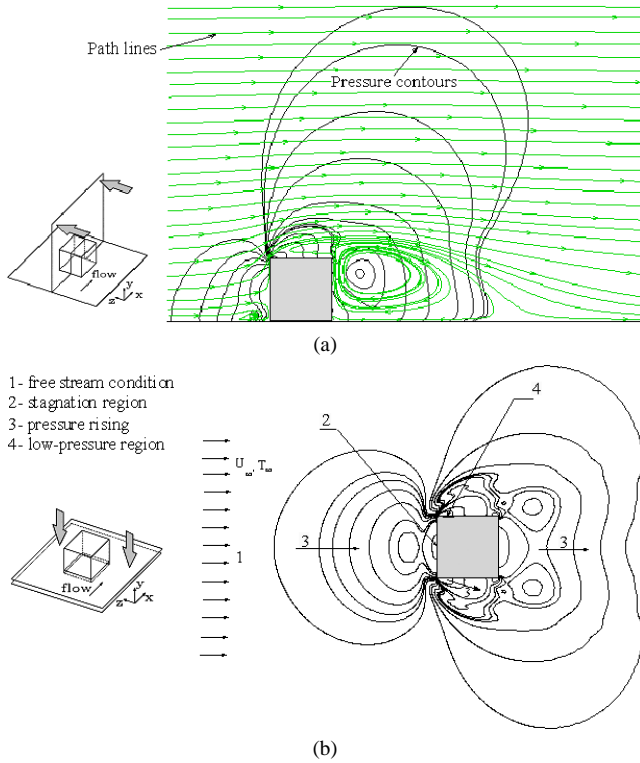 Path lines
Pressure contours
flow
y
z
x
(a)
1- free stream condition
2- stagnation region
3- pressure rising
4- low-pressure region
2
4
U∞, T∞
3
1
3
flow
y
z
x
(b)